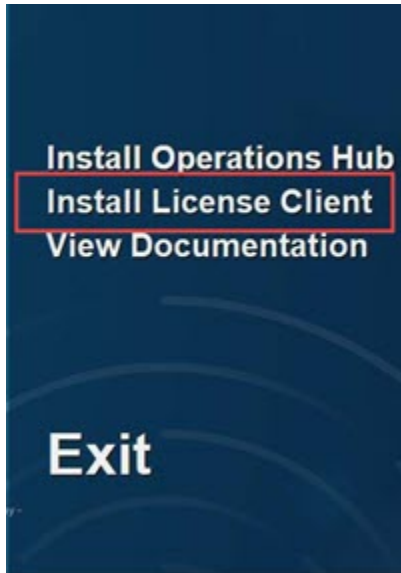 Install Operations Hub
Install License Client
View Documentation
Exit